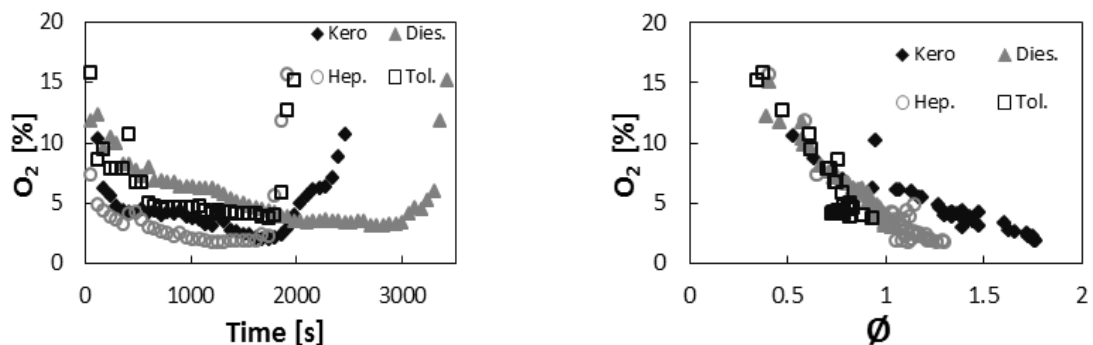 20
15
10
5
0
O₂ [%]
Kero
Dies.
Hep.
Tol.
0
1000
2000
3000
Time [s]
20
15
10
5
0
O₂ [%]
Kero
Dies.
Hep.
Tol.
0
0.5
1
1.5
2
Ø